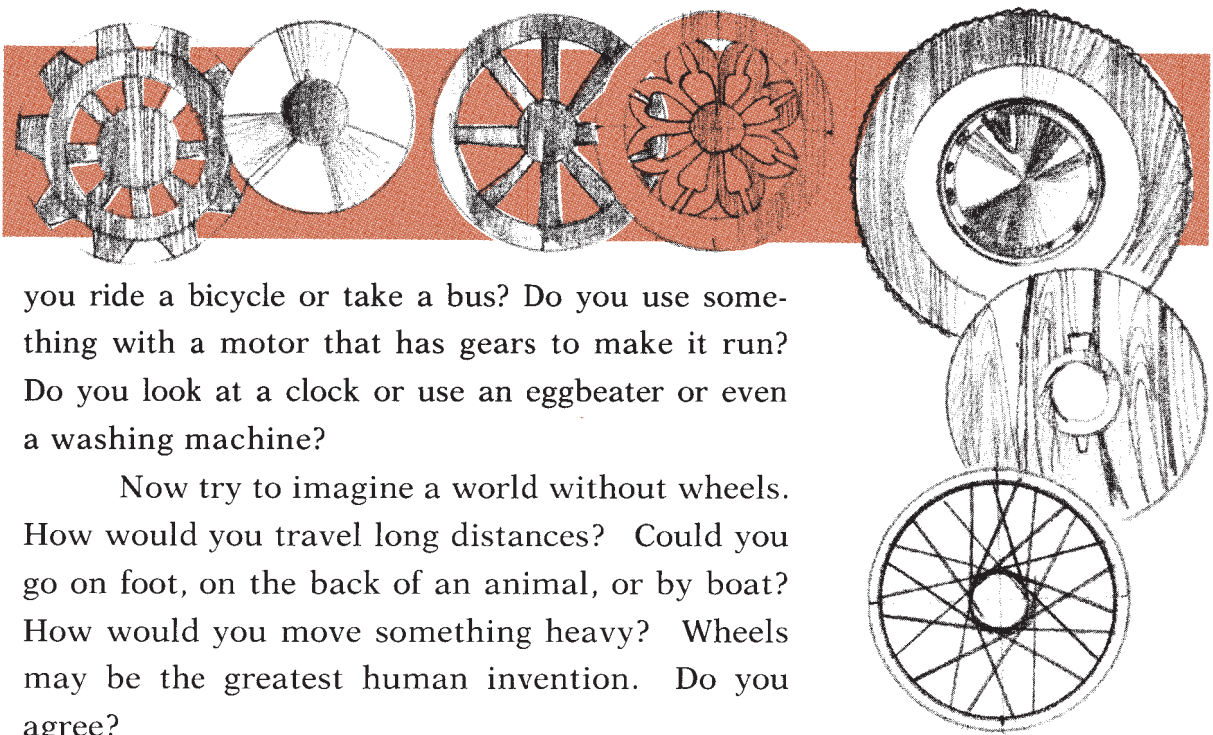 you ride a bicycle or take a bus? Do you use some-
thing with a motor that has gears to make it run?
Do you look at a clock or use an eggbeater or even
a washing machine?
Now try to imagine a world without wheels.
How would you travel long distances? Could you
go on foot, on the back of an animal, or by boat?
How would you move something heavy? Wheels
may be the greatest human invention. Do you
agree?